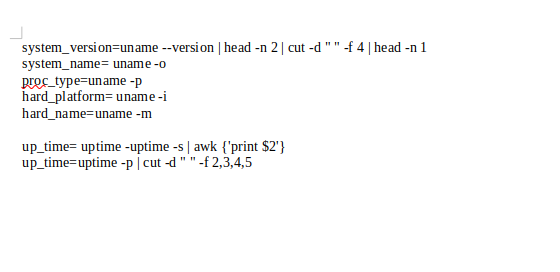 system_version=uname --version | head -n 2 | cut -d " " -f 4 | head -n 1
system_name= uname -o
proc_type=uname -p
hard_platform= uname -i
hard_name=uname -m
up_time= uptime -uptime -s | awk {'print $2'}
up_time=uptime -p | cut -d " " -f 2,3,4,5